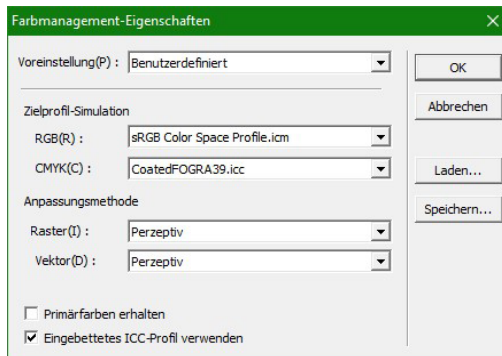 Farbmanagement-Eigenschaften
Voreinstellung(P) : Benutzerdefiniert
OK
Abbrechen
Zielprofil-Simulation
RGB(R) : sRGB Color Space Profile.icm
CMYK(C) : CoatedFOGRA39.icc
Laden...
Anpassungsmethode
Speichern...
Raster(I) : Perzeptiv
Vektor(D) : Perzeptiv
Primärfarben erhalten
Eingebettetes ICC-Profil verwenden